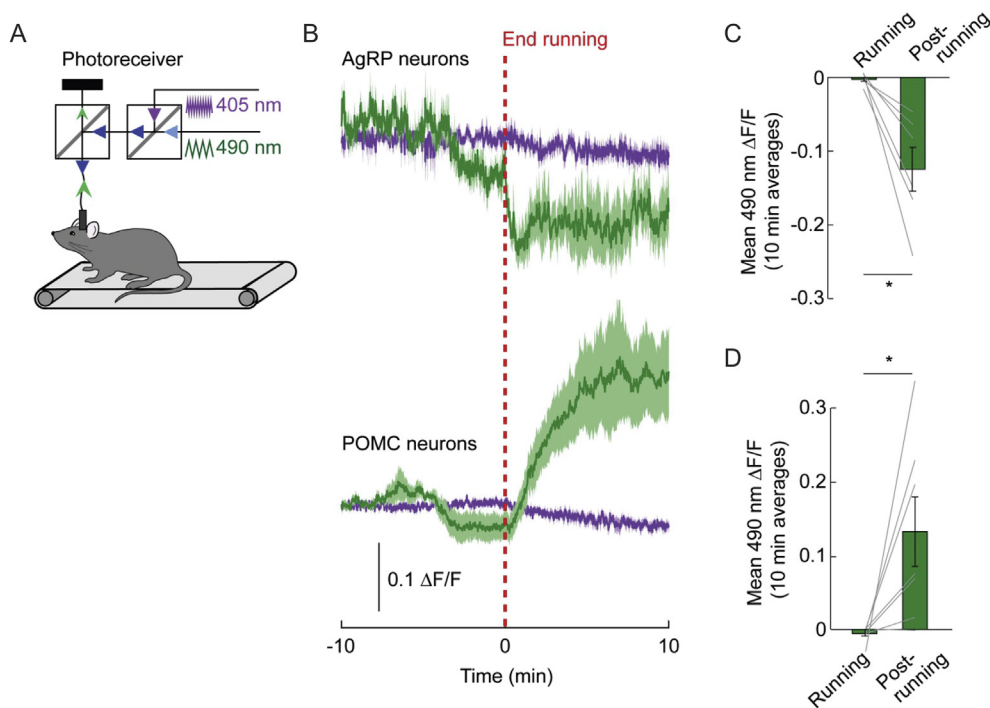 A
Photoreceiver
405 nm
490 nm
B
End running
AgRP neurons
POMC neurons
0.1 ΔF/F
-10
0
10
Time (min)
C
Running
Post-
running
0
-0.1
-0.2
-0.3
Mean 490 nm ΔF/F
(10 min averages)
*
D
*
0.3
0.2
0.1
0
Mean 490 nm ΔF/F
(10 min averages)
Running
Post-
running